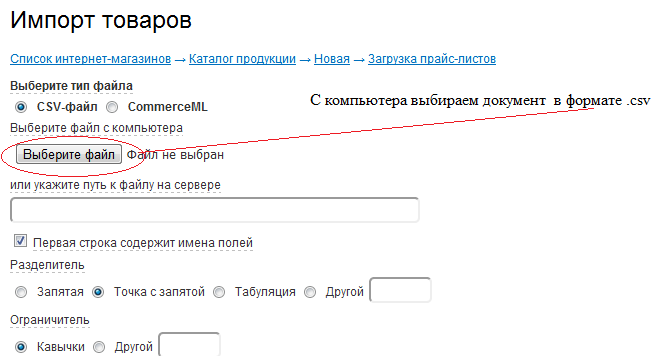 Импорт товаров
Список интернет-магазинов → Каталог продукции → Новая → Загрузка прайс-листов
Выберите тип файла
CSV-файл CommerceML
С компьютера выбираем документ в формате .csv
Выберите файл с компьютера
Выберите файл Файл не выбран
или укажите путь к файлу на сервере
Первая строка содержит имена полей
Разделитель
Запятая Точка с запятой Табуляция Другой
Ограничитель
Кавычки Другой